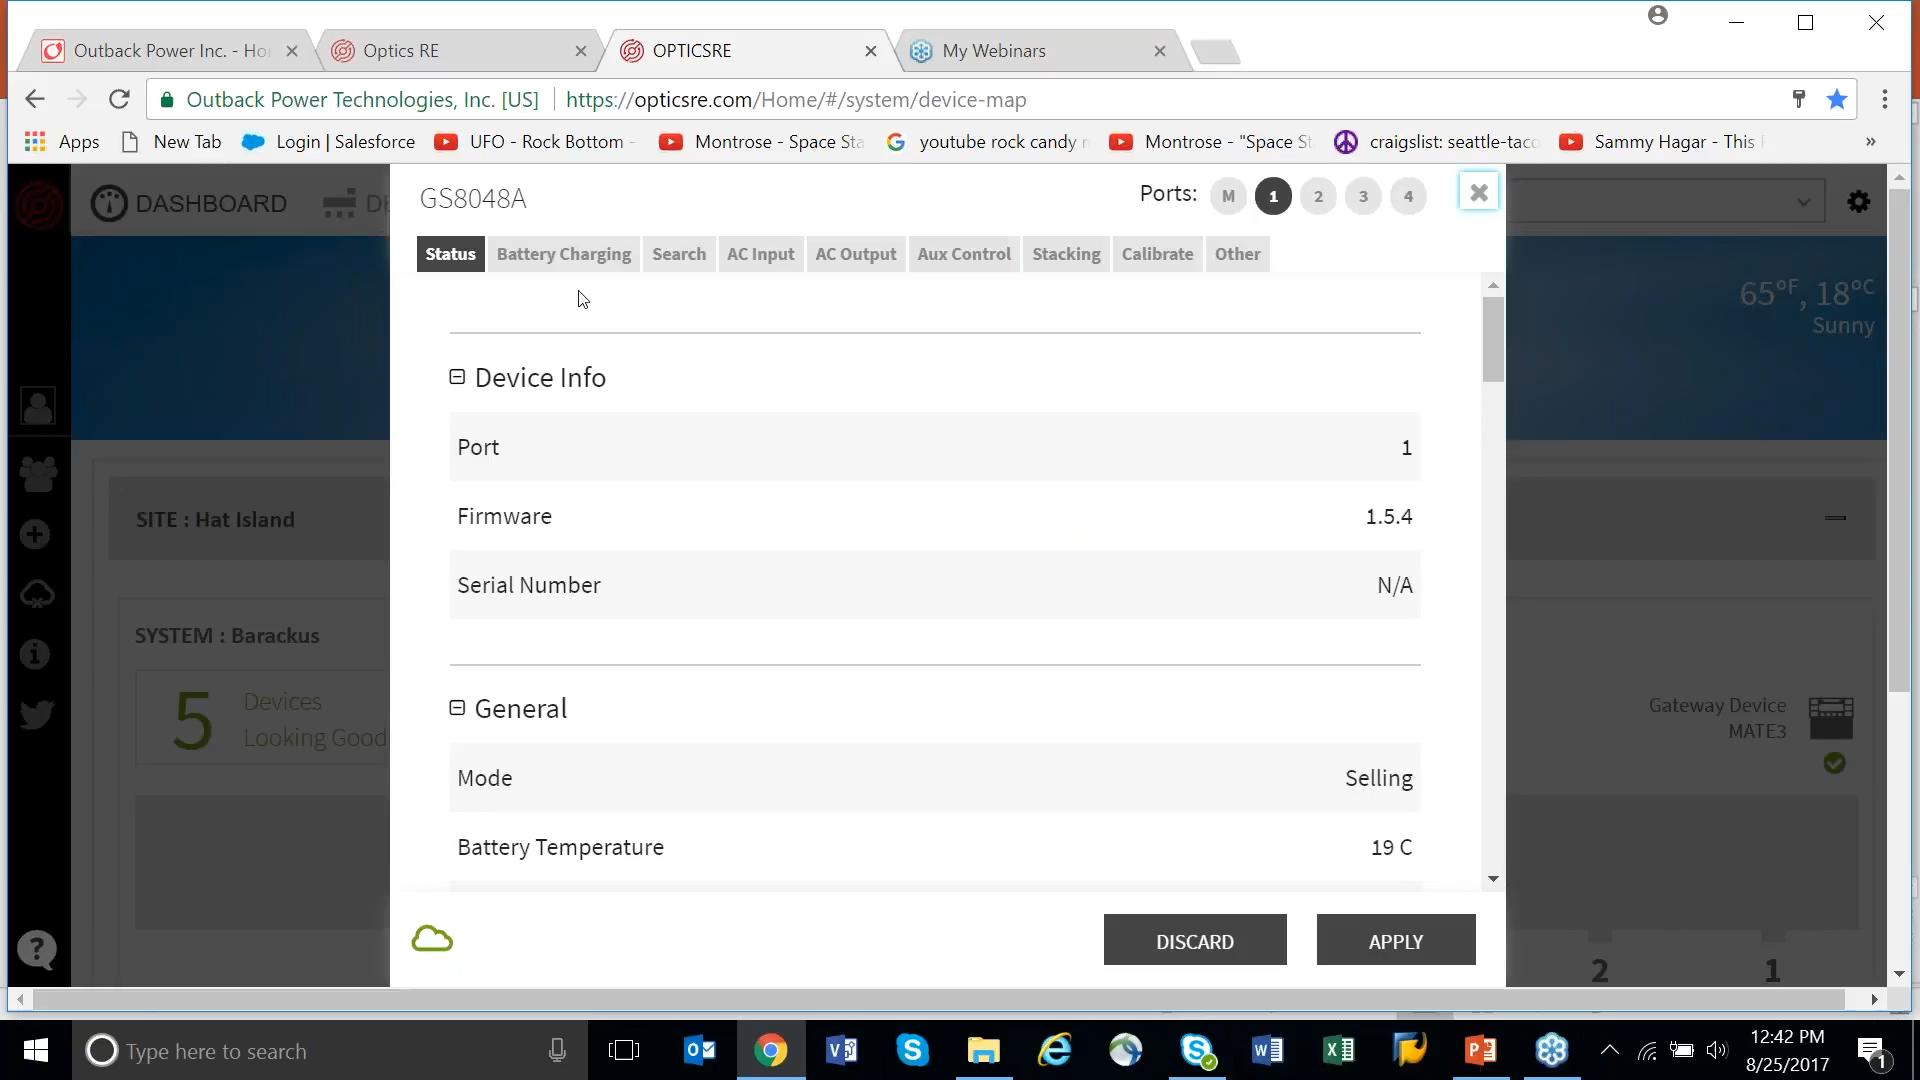 Outback Power Inc. - Ho
Optics RE
OPTICSRE
My Webinars
Outback Power Technologies, Inc. [US]
https://opticsre.com/Home/#/system/device-map
Apps
New Tab
Login | Salesforce
UFO - Rock Bottom -
Montrose - Space Sta
youtube rock candy
Montrose - "Space St
craigslist: seattle-taco
Sammy Hagar - This
»
DASHBOARD
GS8048A
Ports:
M
1
2
3
4
Status
Battery Charging
Search
AC Input
AC Output
Aux Control
Stacking
Calibrate
Other
65°F, 18°C
Sunny
Device Info
Port
1
Firmware
1.5.4
Serial Number
N/A
SITE : Hat Island
SYSTEM : Barackus
5
Devices
Looking Good
Gateway Device
MATE3
General
Mode
Selling
Battery Temperature
19 C
DISCARD
APPLY
2
1
Type here to search
12:42 PM
8/25/2017
1